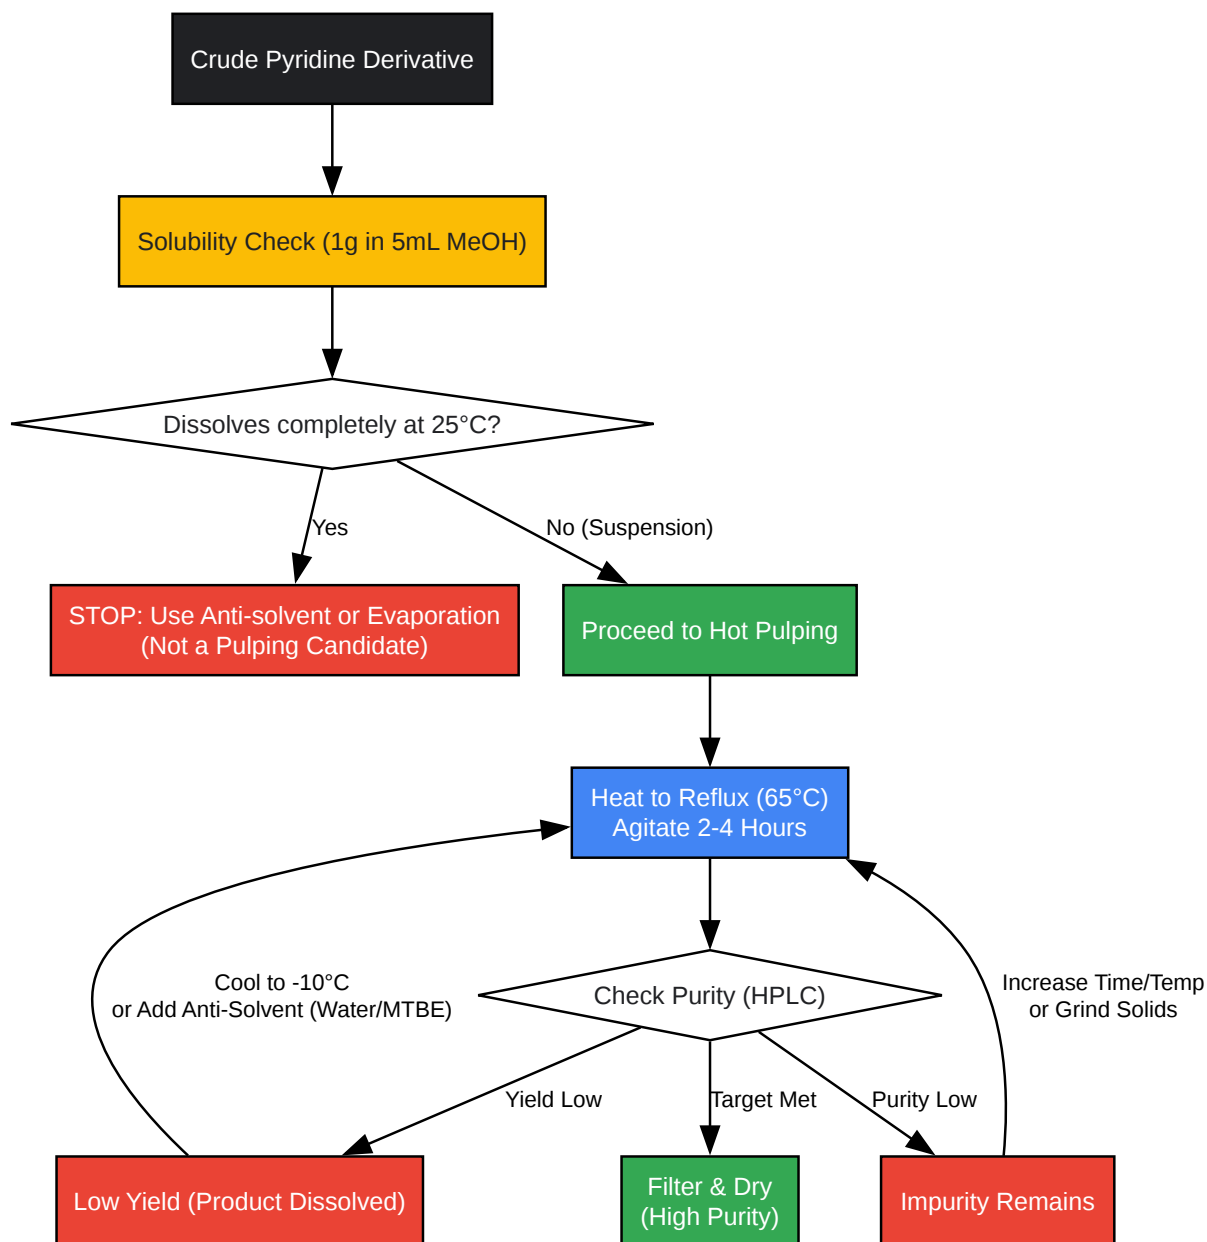 Crude Pyridine Derivative
Solubility Check (1g in 5mL MeOH)
Dissolves completely at 25°C?
Yes
No (Suspension)
STOP: Use Anti-solvent or Evaporation
(Not a Pulping Candidate)
Proceed to Hot Pulping
Heat to Reflux (65°C)
Agitate 2-4 Hours
Cool to -10°C
or Add Anti-Solvent (Water/MTBE)
Check Purity (HPLC)
Increase Time/Temp
or Grind Solids
Yield Low
Target Met
Purity Low
Low Yield (Product Dissolved)
Filter & Dry
(High Purity)
Impurity Remains